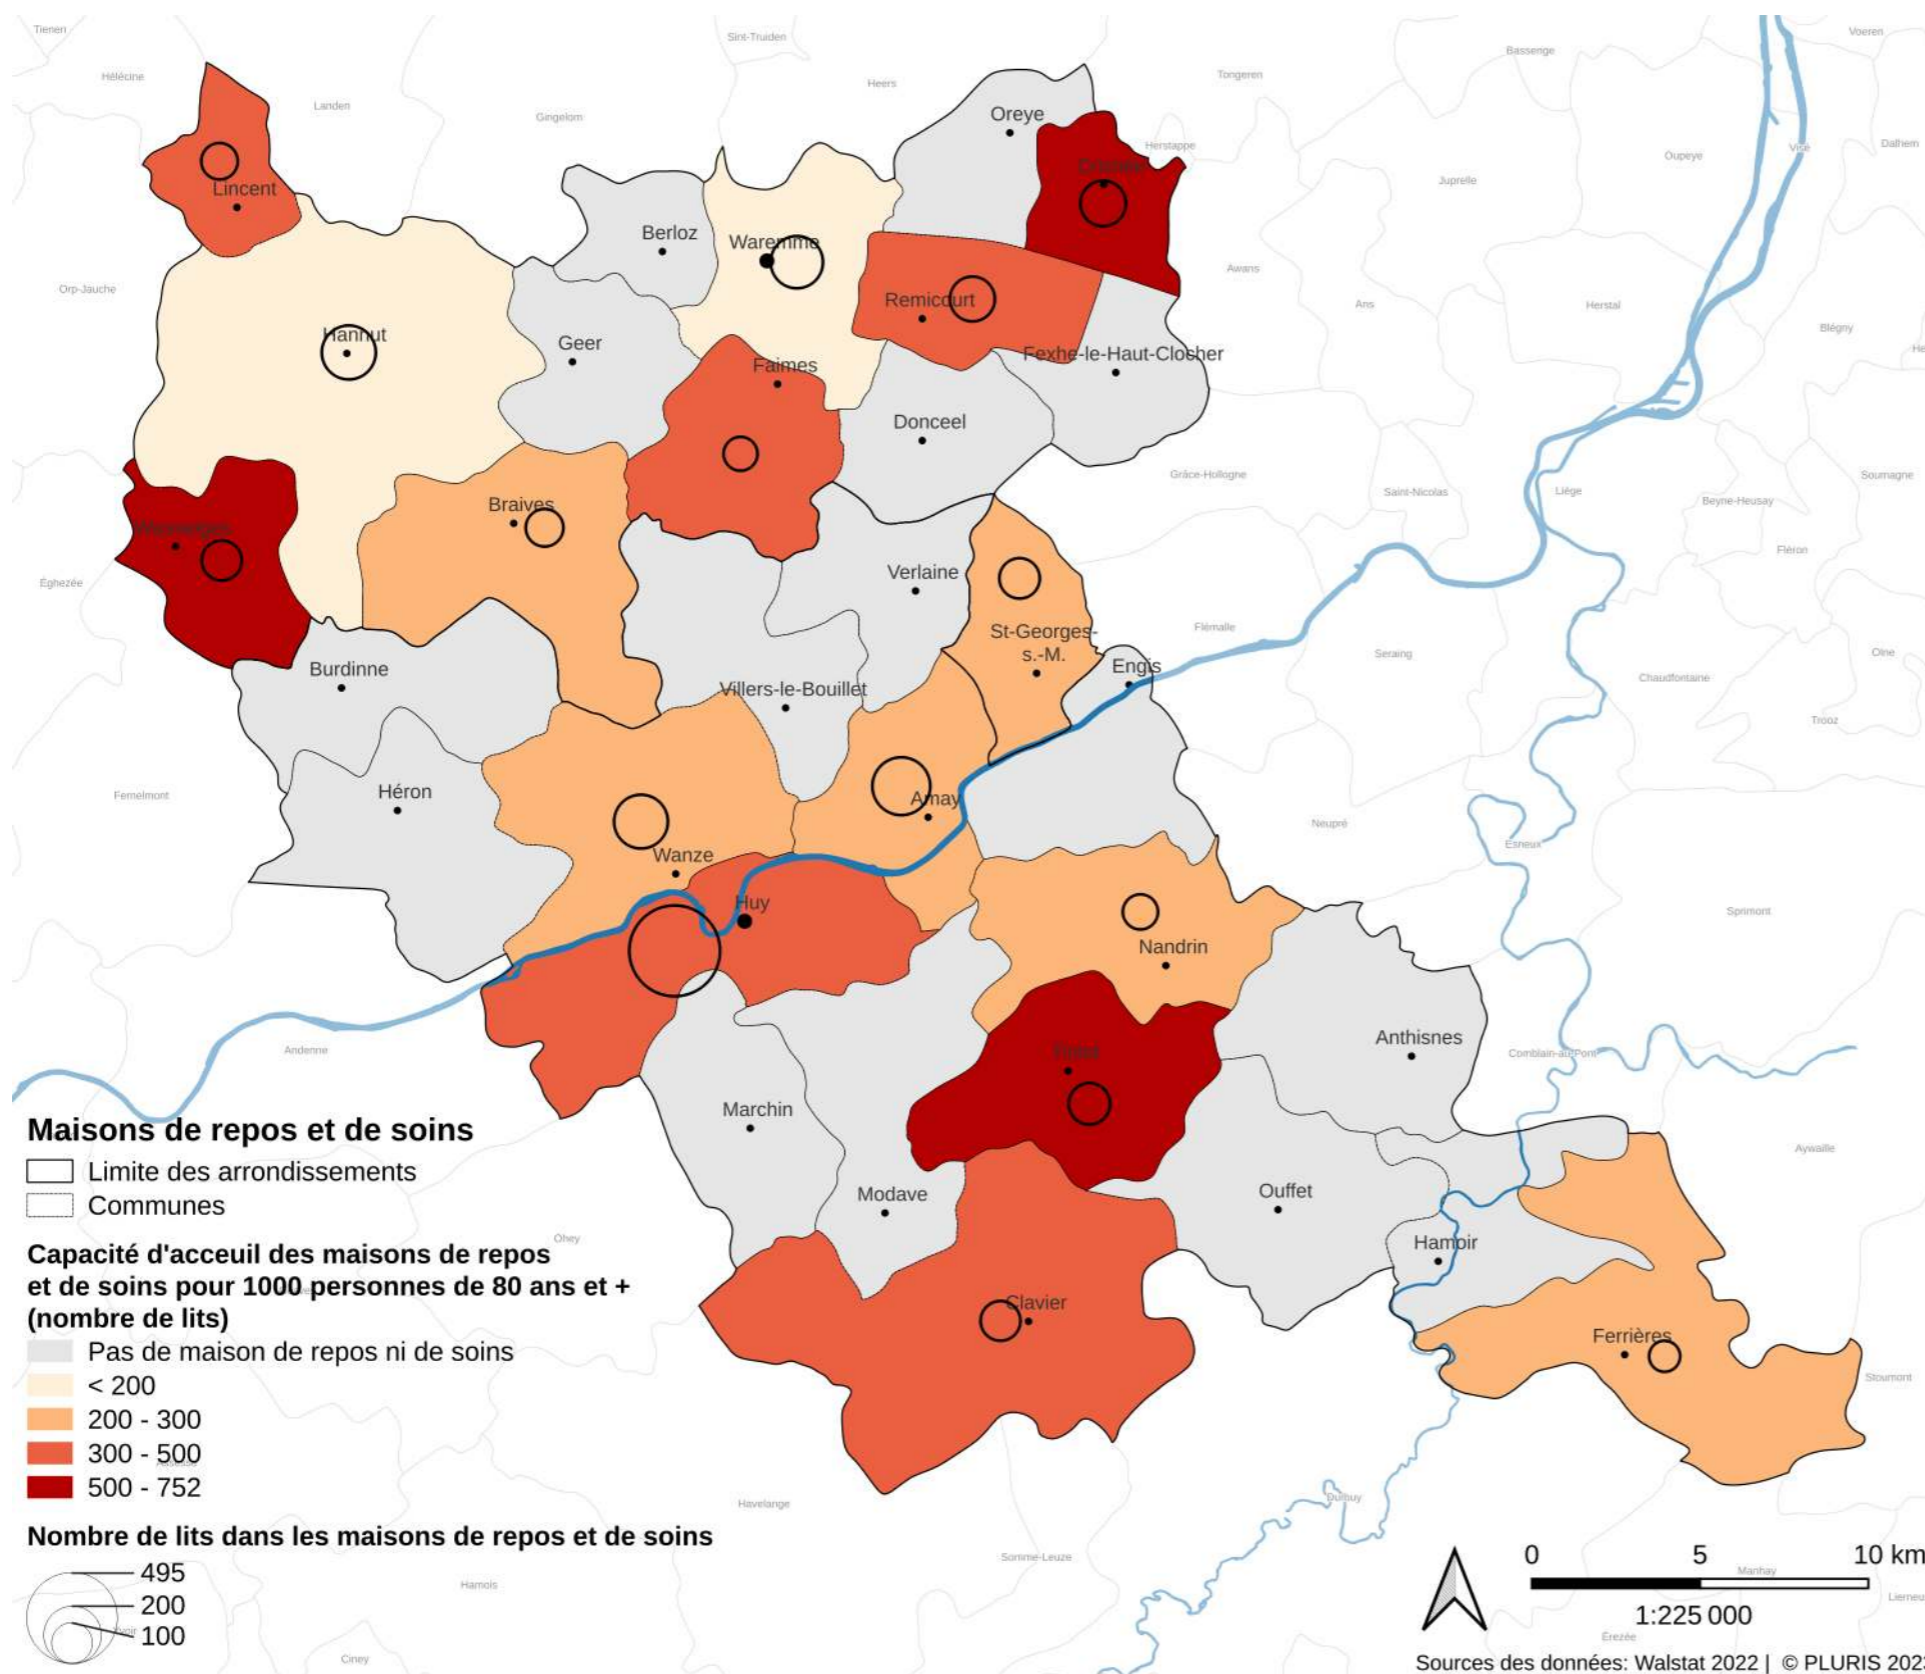 Tienen
Sint-Truiden
Voeren
Bassenge
Hélécine
Heers
Tongeren
Landen
Gingelom
Oreye
Herstappe
Dalhem
Visé
Oupeye
Juprelle
Lincent
Berloz
Waremme
Awans
Orp-Jauche
Remicourt
Ans
Herstal
Blégny
Hannut
Geer
Fexhe-le-Haut-Clocher
Faimes
Donceel
Grâce-Hollogne
Soumagne
Saint-Nicolas
Liège
Beyne-Heusay
Braives
Wasseiges
Fléron
Verlaine
Éghezée
St-Georges-
s.-M.
Flémalle
Seraing
Olne
Engis
Burdinne
Chaudfontaine
Villers-le-Bouillet
Trooz
Héron
Fernelmont
Amay
Neupré
Esneux
Wanze
Huy
Sprimont
Nandrin
Anthisnes
Andenne
Comblain-au-Pont
Tinlot
Marchin
Aywaille
Modave
Ouffet
Ohey
Hamoir
Clavier
Ferrières
Stoumont
Maisons de repos et de soins
Limite des arrondissements
Communes
Capacité d'acceuil des maisons de repos
et de soins pour 1000 personnes de 80 ans et +
(nombre de lits)
Pas de maison de repos ni de soins
< 200
200 - 300
300 - 500
500 - 752
Assesse
Havelange
Durbuy
Nombre de lits dans les maisons de repos et de soins
495
200
100
Yvoir
Somme-Leuze
Hamois
Ciney
0 5 10 km
Manhay
Lierneu
1:225 000
Érezée
Sources des données: Walstat 2022 | © PLURIS 202